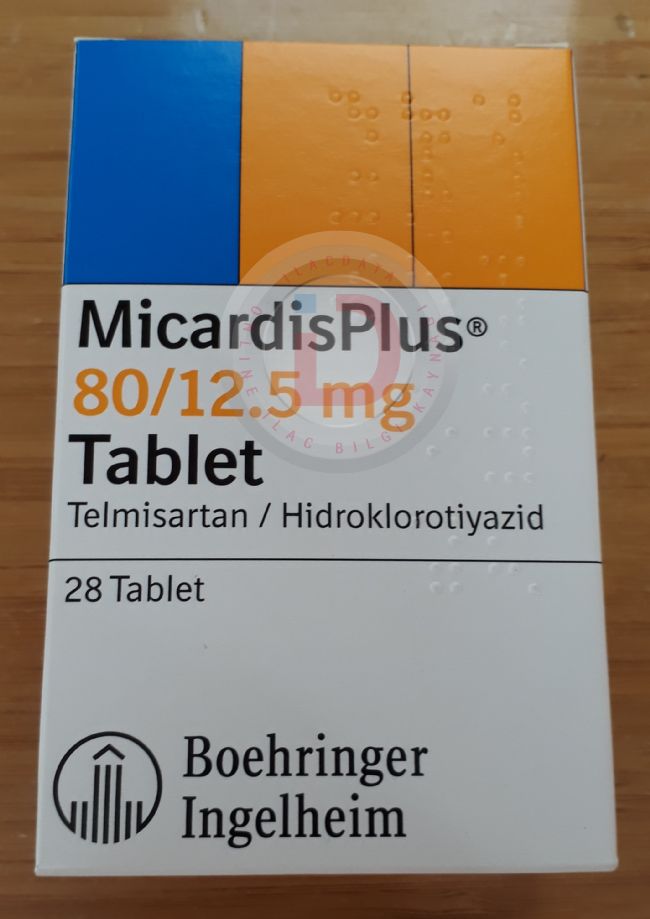 MicardisPlus®
80/12.5 mg
Tablet
Telmisartan / Hidroklorotiyazid
28 Tablet
Boehringer
Ingelheim